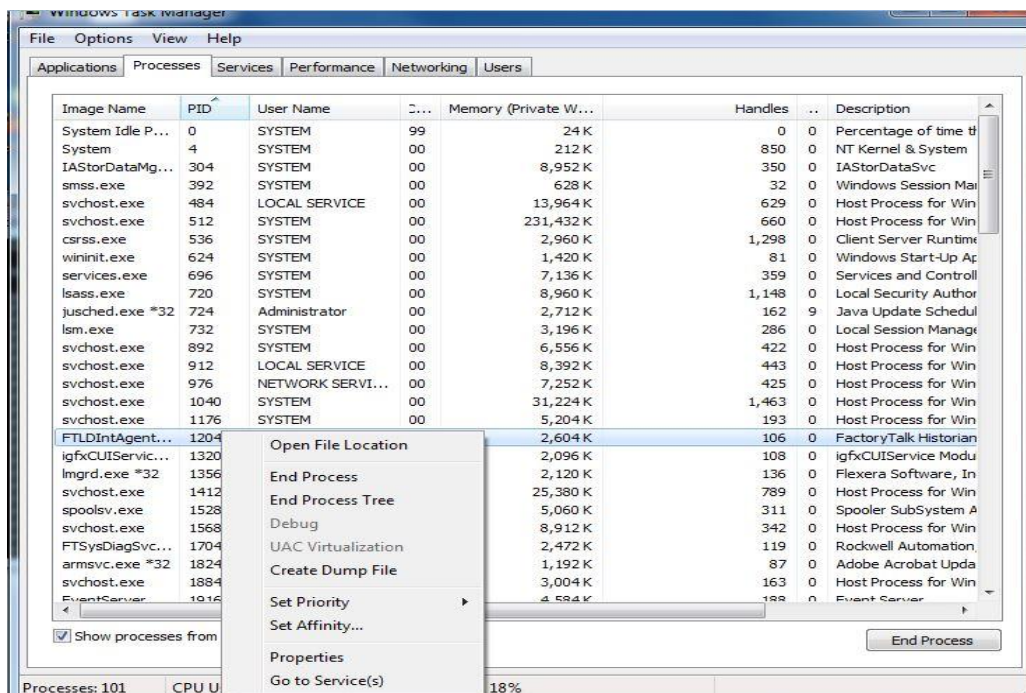 Windows Task Manager
File Options View Help
Applications Processes Services Performance Networking Users
Image Name PID User Name C... Memory (Private W... Handles .. Description
System Idle P... 0 SYSTEM 99 24 K 0 0 Percentage of time th
System 4 SYSTEM 00 212 K 850 0 NT Kernel & System
IAStorDataMg... 304 SYSTEM 00 8,952 K 350 0 IAStorDataSvc
smss.exe 392 SYSTEM 00 628 K 32 0 Windows Session Man
svchost.exe 484 LOCAL SERVICE 00 13,964 K 629 0 Host Process for Win
svchost.exe 512 SYSTEM 00 231,432 K 660 0 Host Process for Win
csrss.exe 536 SYSTEM 00 2,960 K 1,298 0 Client Server Runtime
wininit.exe 624 SYSTEM 00 1,420 K 81 0 Windows Start-Up Ap
services.exe 696 SYSTEM 00 7,136 K 359 0 Services and Controll
lsass.exe 720 SYSTEM 00 8,960 K 1,148 0 Local Security Author
jusched.exe *32 724 Administrator 00 2,712 K 162 9 Java Update Schedul
lsm.exe 732 SYSTEM 00 3,196 K 286 0 Local Session Manage
svchost.exe 892 SYSTEM 00 6,556 K 422 0 Host Process for Win
svchost.exe 912 LOCAL SERVICE 00 8,392 K 443 0 Host Process for Win
svchost.exe 976 NETWORK SERVI... 00 7,252 K 425 0 Host Process for Win
svchost.exe 1040 SYSTEM 00 31,224 K 1,463 0 Host Process for Win
svchost.exe 1176 SYSTEM 00 5,204 K 193 0 Host Process for Win
FTLDIntAgent... 1204 2,604 K 106 0 FactoryTalk Historian
igfxCUIServic... 1320 2,096 K 108 0 igfxCUIService Modu
lmgrd.exe *32 1356 2,120 K 136 0 Flexera Software, In
svchost.exe 1412 25,380 K 789 0 Host Process for Win
spoolsv.exe 1528 5,060 K 311 0 Spooler SubSystem A
svchost.exe 1568 8,912 K 342 0 Host Process for Win
FTSysDiagSvc... 1704 2,472 K 119 0 Rockwell Automation,
armsvc.exe *32 1824 1,192 K 87 0 Adobe Acrobat Upda
svchost.exe 1884 3,004 K 163 0 Host Process for Win
EventServer 1916 4,584 K 188 0 Event Server
Open File Location
End Process
End Process Tree
Debug
UAC Virtualization
Create Dump File
Set Priority
Set Affinity...
Properties
Go to Service(s)
Show processes from
End Process
Processes: 101 CPU U 18%